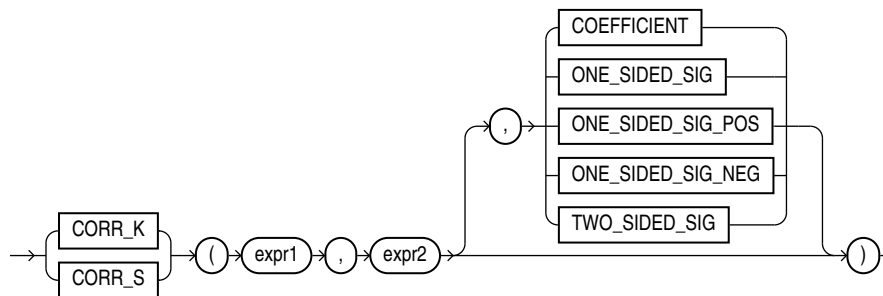 COEFFICIENT
ONE_SIDED_SIG
,
ONE_SIDED_SIG_POS
ONE_SIDED_SIG_NEG
TWO_SIDED_SIG
CORR_K
CORR_S
( expr1 , expr2 )